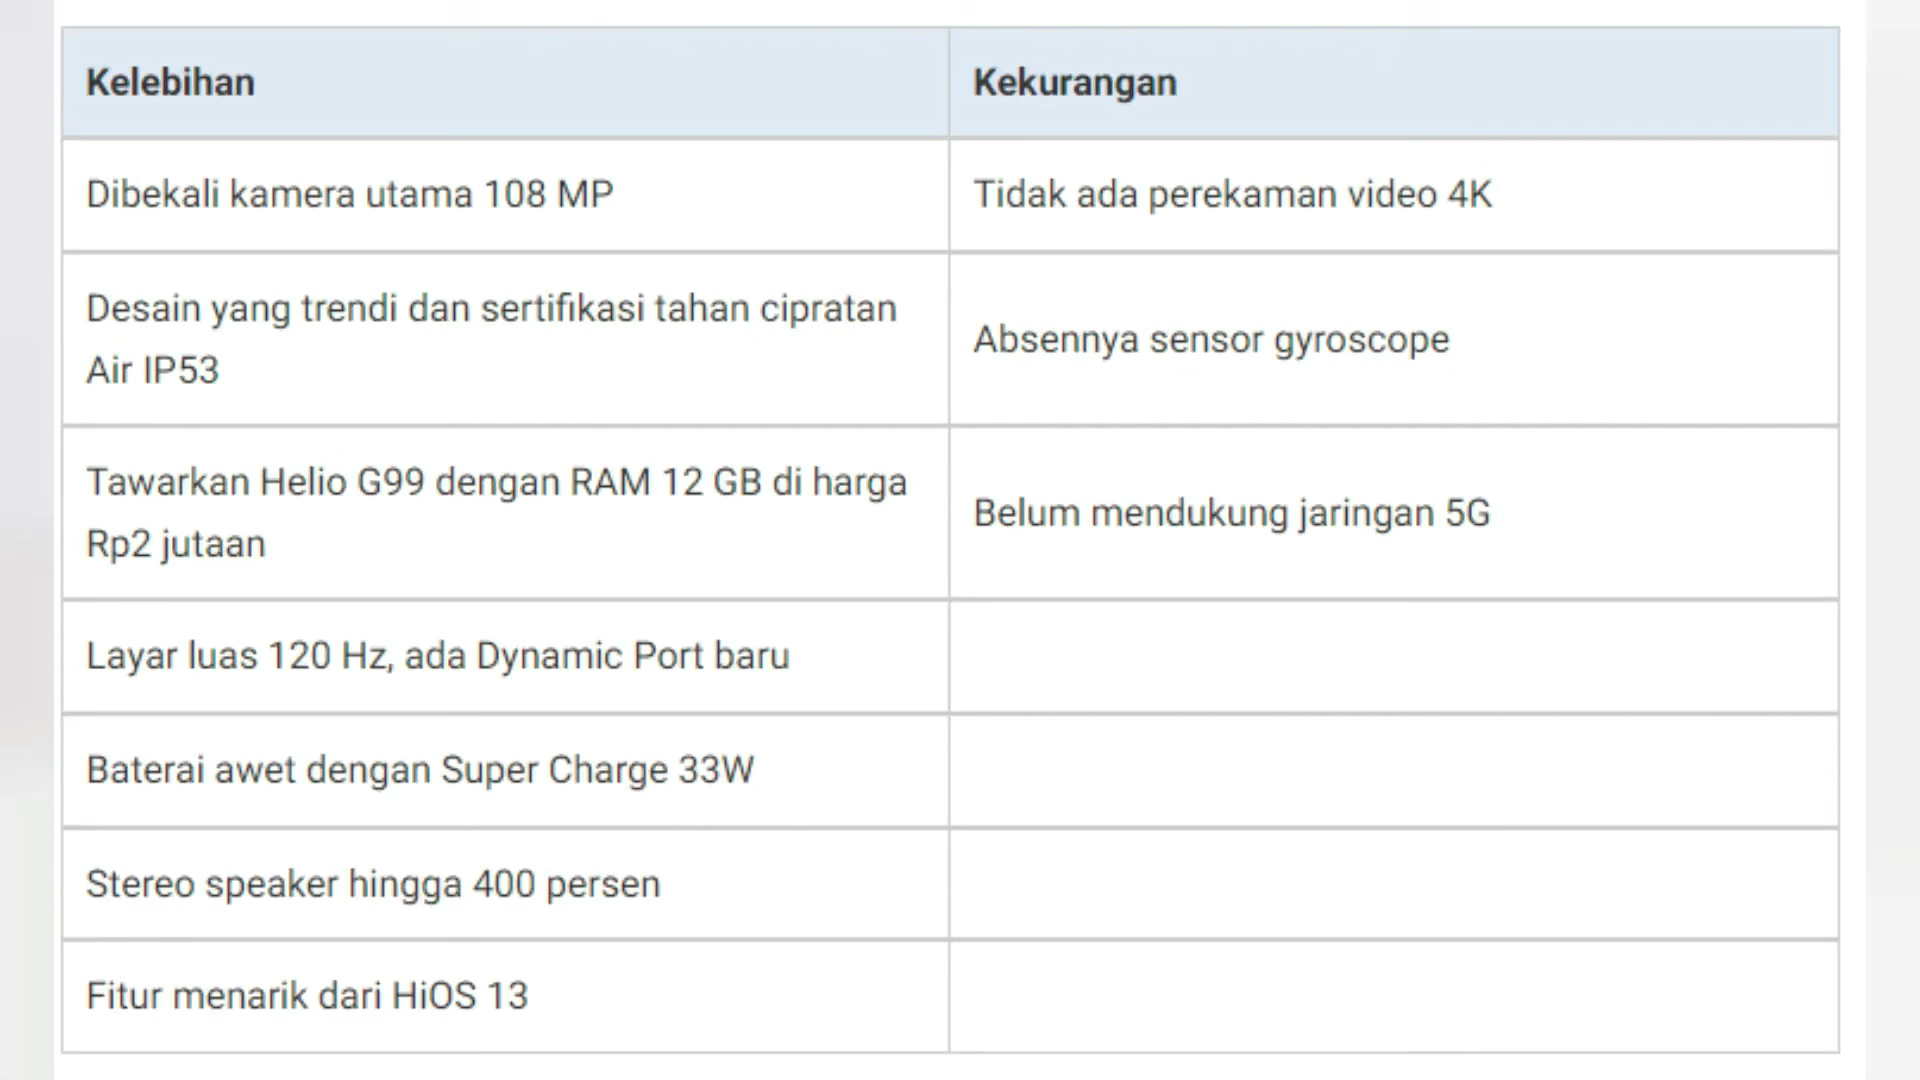 Kelebihan
Kekurangan
Dibekali kamera utama 108 MP
Tidak ada perekaman video 4K
Desain yang trendi dan sertifikasi tahan cipratan
Air IP53
Absennya sensor gyroscope
Tawarkan Helio G99 dengan RAM 12 GB di harga
Rp2 jutaan
Belum mendukung jaringan 5G
Layar luas 120 Hz, ada Dynamic Port baru
Baterai awet dengan Super Charge 33W
Stereo speaker hingga 400 persen
Fitur menarik dari HiOS 13